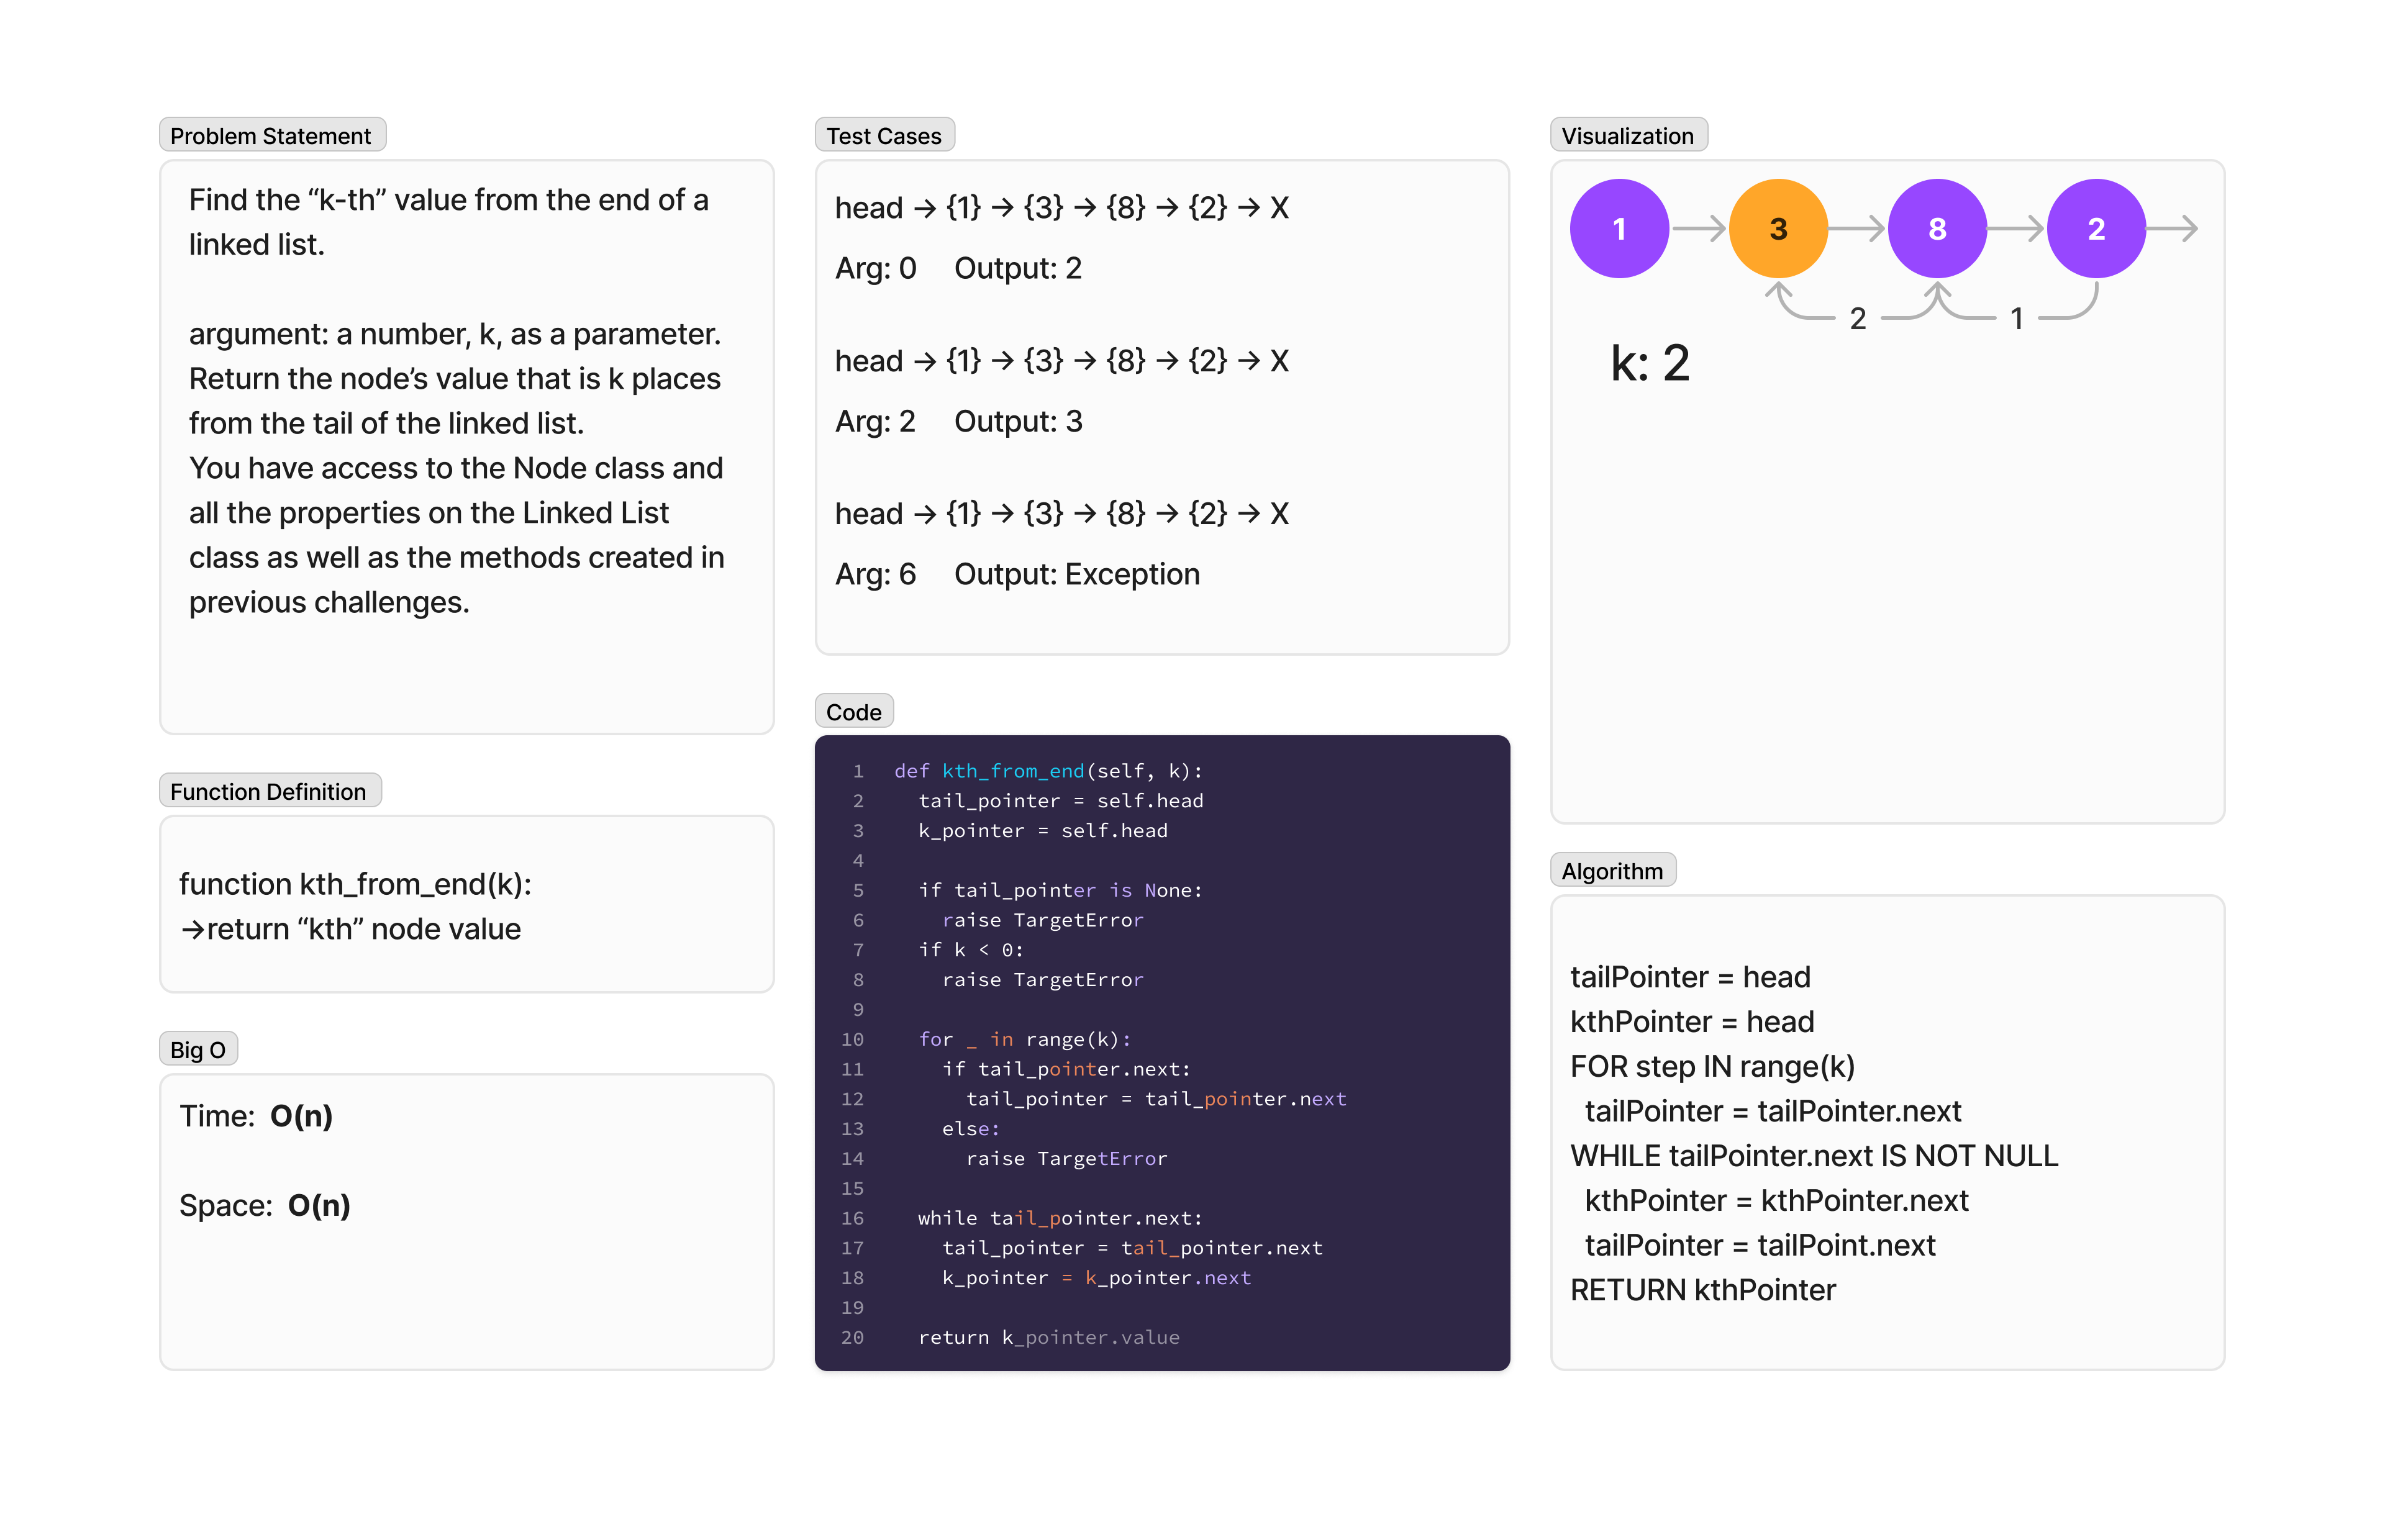 Problem Statement
Find the “k-th” value from the end of a
linked list.
argument: a number, k, as a parameter.
Return the node’s value that is k places
from the tail of the linked list.
You have access to the Node class and
all the properties on the Linked List
class as well as the methods created in
previous challenges.
Function Definition
function kth_from_end(k):
→return “kth” node value
Big O
Time: O(n)
Space: O(n)
Test Cases
head → {1} → {3} → {8} → {2} → X
Arg: 0 Output: 2
head → {1} → {3} → {8} → {2} → X
Arg: 2 Output: 3
head → {1} → {3} → {8} → {2} → X
Arg: 6 Output: Exception
Code
1 def kth_from_end(self, k):
2 tail_pointer = self.head
3 k_pointer = self.head
4
5 if tail_pointer is None:
6 raise TargetError
7 if k < 0:
8 raise TargetError
9
10 for _ in range(k):
11 if tail_pointer.next:
12 tail_pointer = tail_pointer.next
13 else:
14 raise TargetError
15
16 while tail_pointer.next:
17 tail_pointer = tail_pointer.next
18 k_pointer = k_pointer.next
19
20 return k_pointer.value
Visualization
1 3 8 2
2 1
k: 2
Algorithm
tailPointer = head
kthPointer = head
FOR step IN range(k)
tailPointer = tailPointer.next
WHILE tailPointer.next IS NOT NULL
kthPointer = kthPointer.next
tailPointer = tailPoint.next
RETURN kthPointer